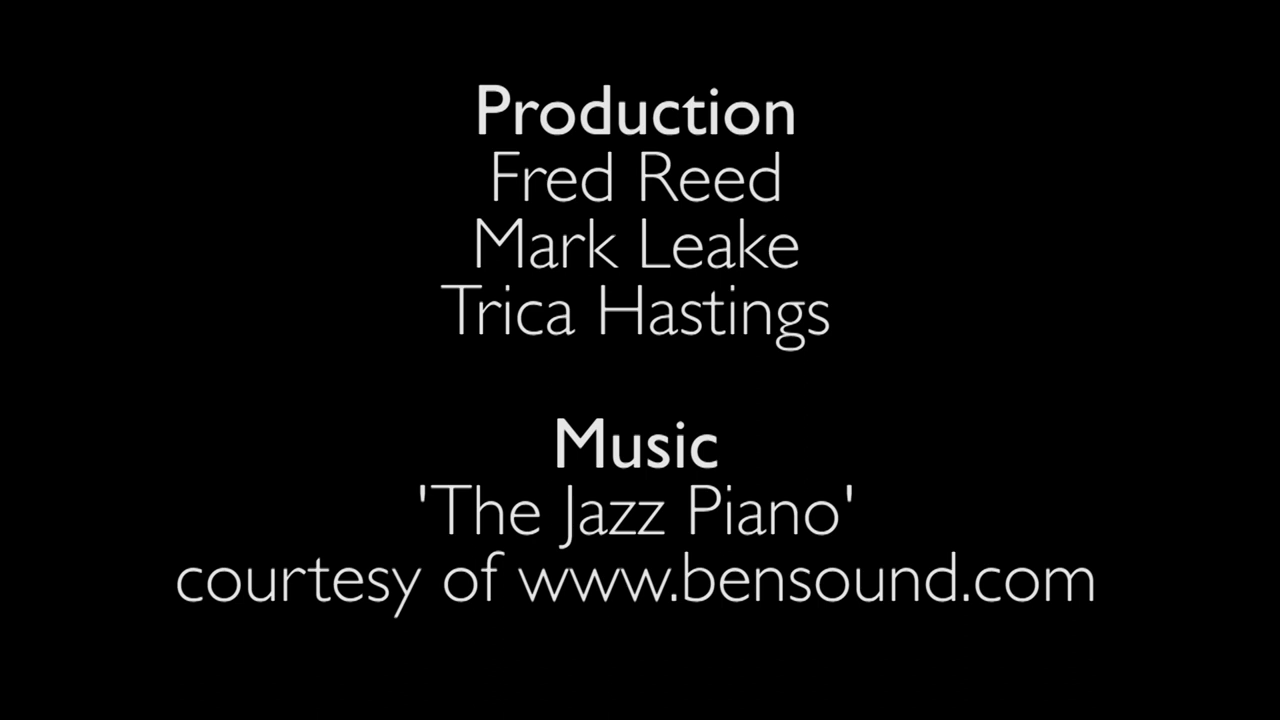 Production
Fred Reed
Mark Leake
Trica Hastings
Music
'The Jazz Piano'
courtesy of www.bensound.com